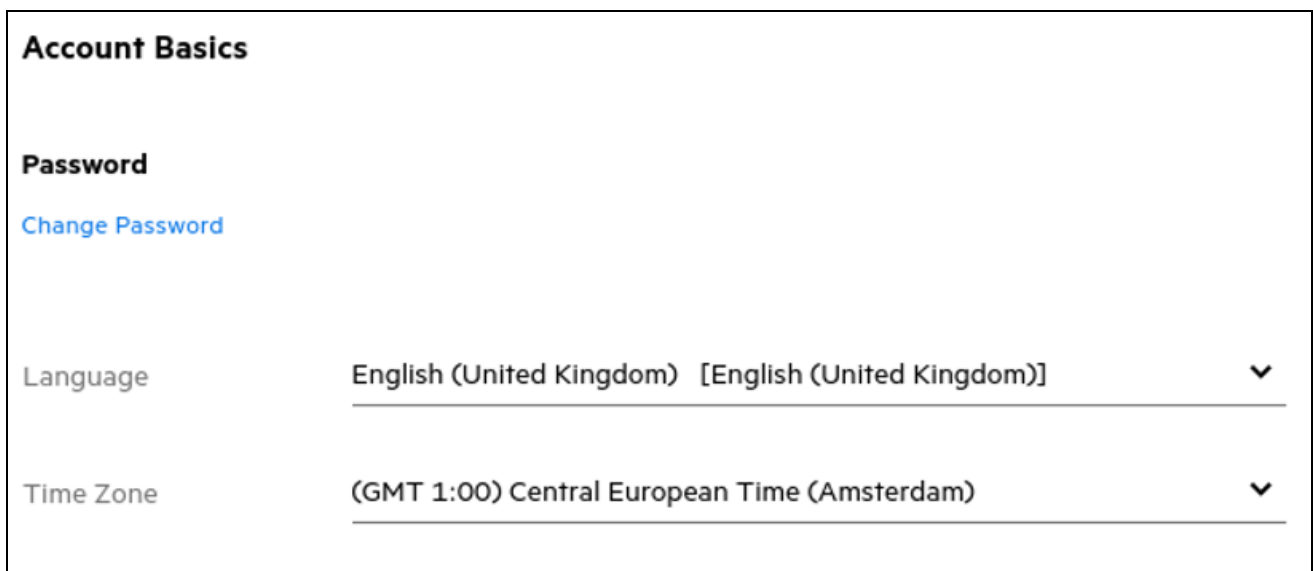 Account Basics
Password
Change Password
Language English (United Kingdom) [English (United Kingdom)]
Time Zone (GMT 1:00) Central European Time (Amsterdam)